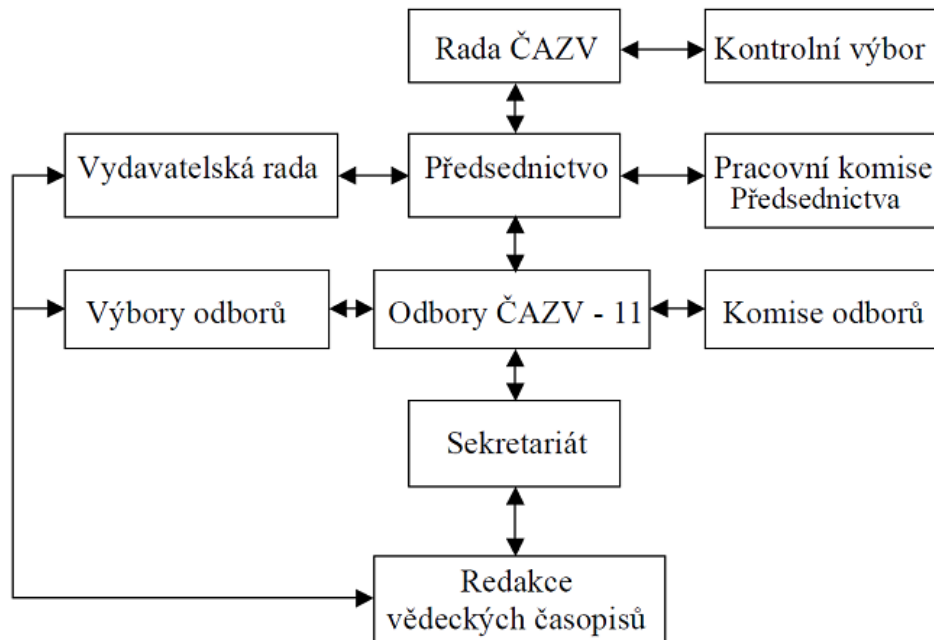 Rada ČAZV
Kontrolní výbor
Vydavatelská rada
Předsednictvo
Pracovní komise
Předsednictva
Výbory odborů
Odbory ČAZV - 11
Komise odborů
Sekretariát
Redakce
vědeckých časopisů